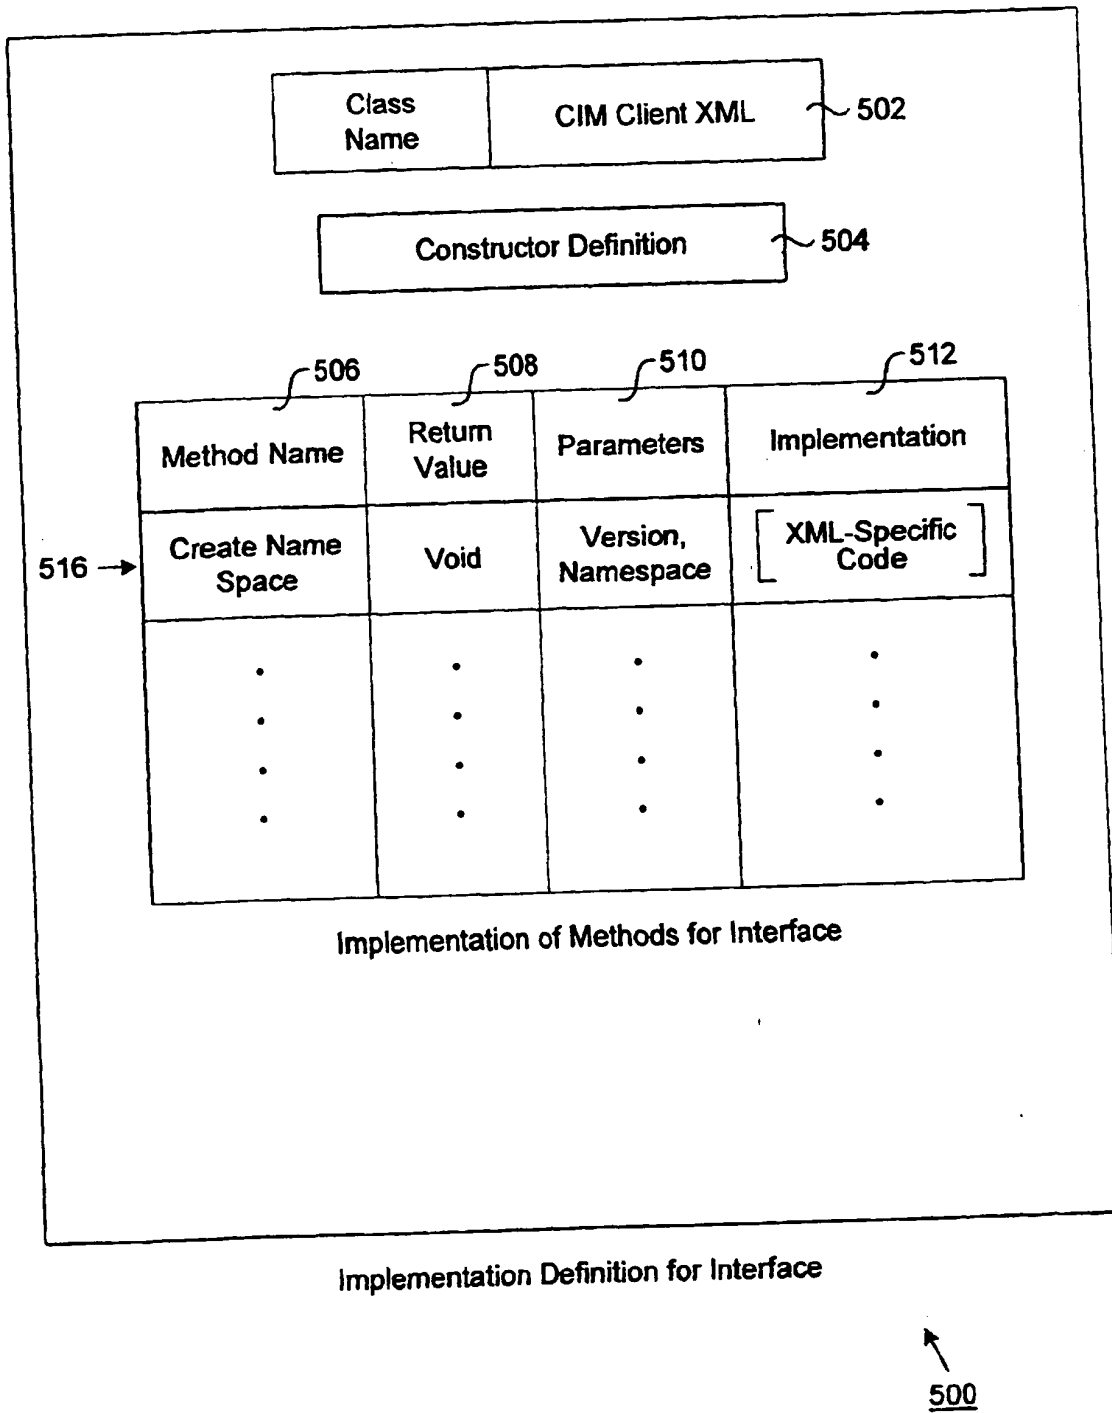 Class
Name
CIM Client XML
502
Constructor Definition
504
506
508
510
512
Method Name
Return
Value
Parameters
Implementation
516
Create Name
Space
Void
Version,
Namespace
XML-Specific
Code
Implementation of Methods for Interface
Implementation Definition for Interface
500